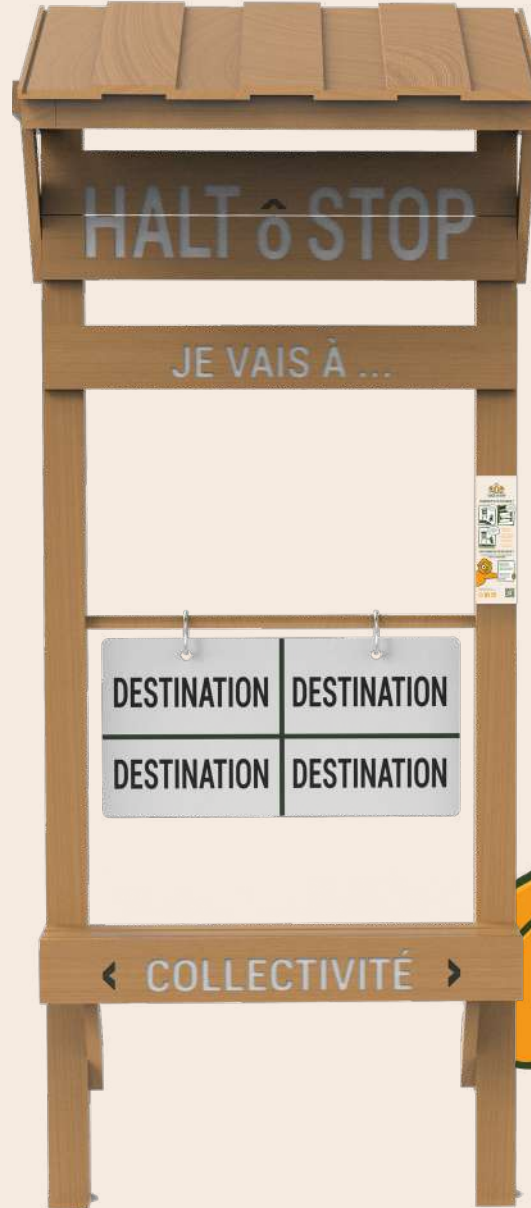 HALT ô STOP
JE VAIS À ...
DESTINATION DESTINATION
DESTINATION DESTINATION
< COLLECTIVITÉ >